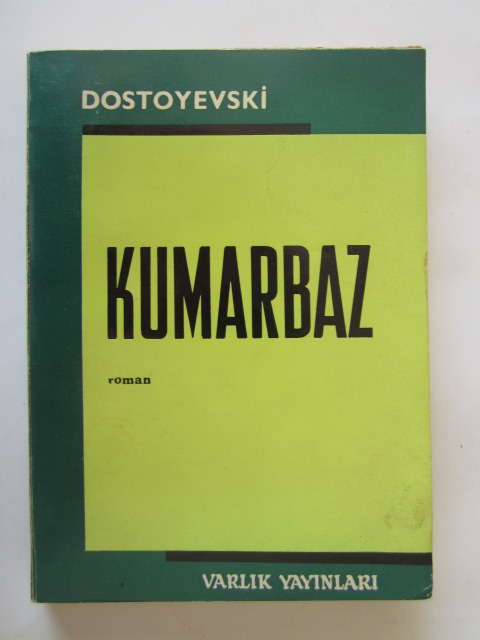 DOSTOYEVSKİ
KUMARBAZ
roman
VARLIK YAYINLARI